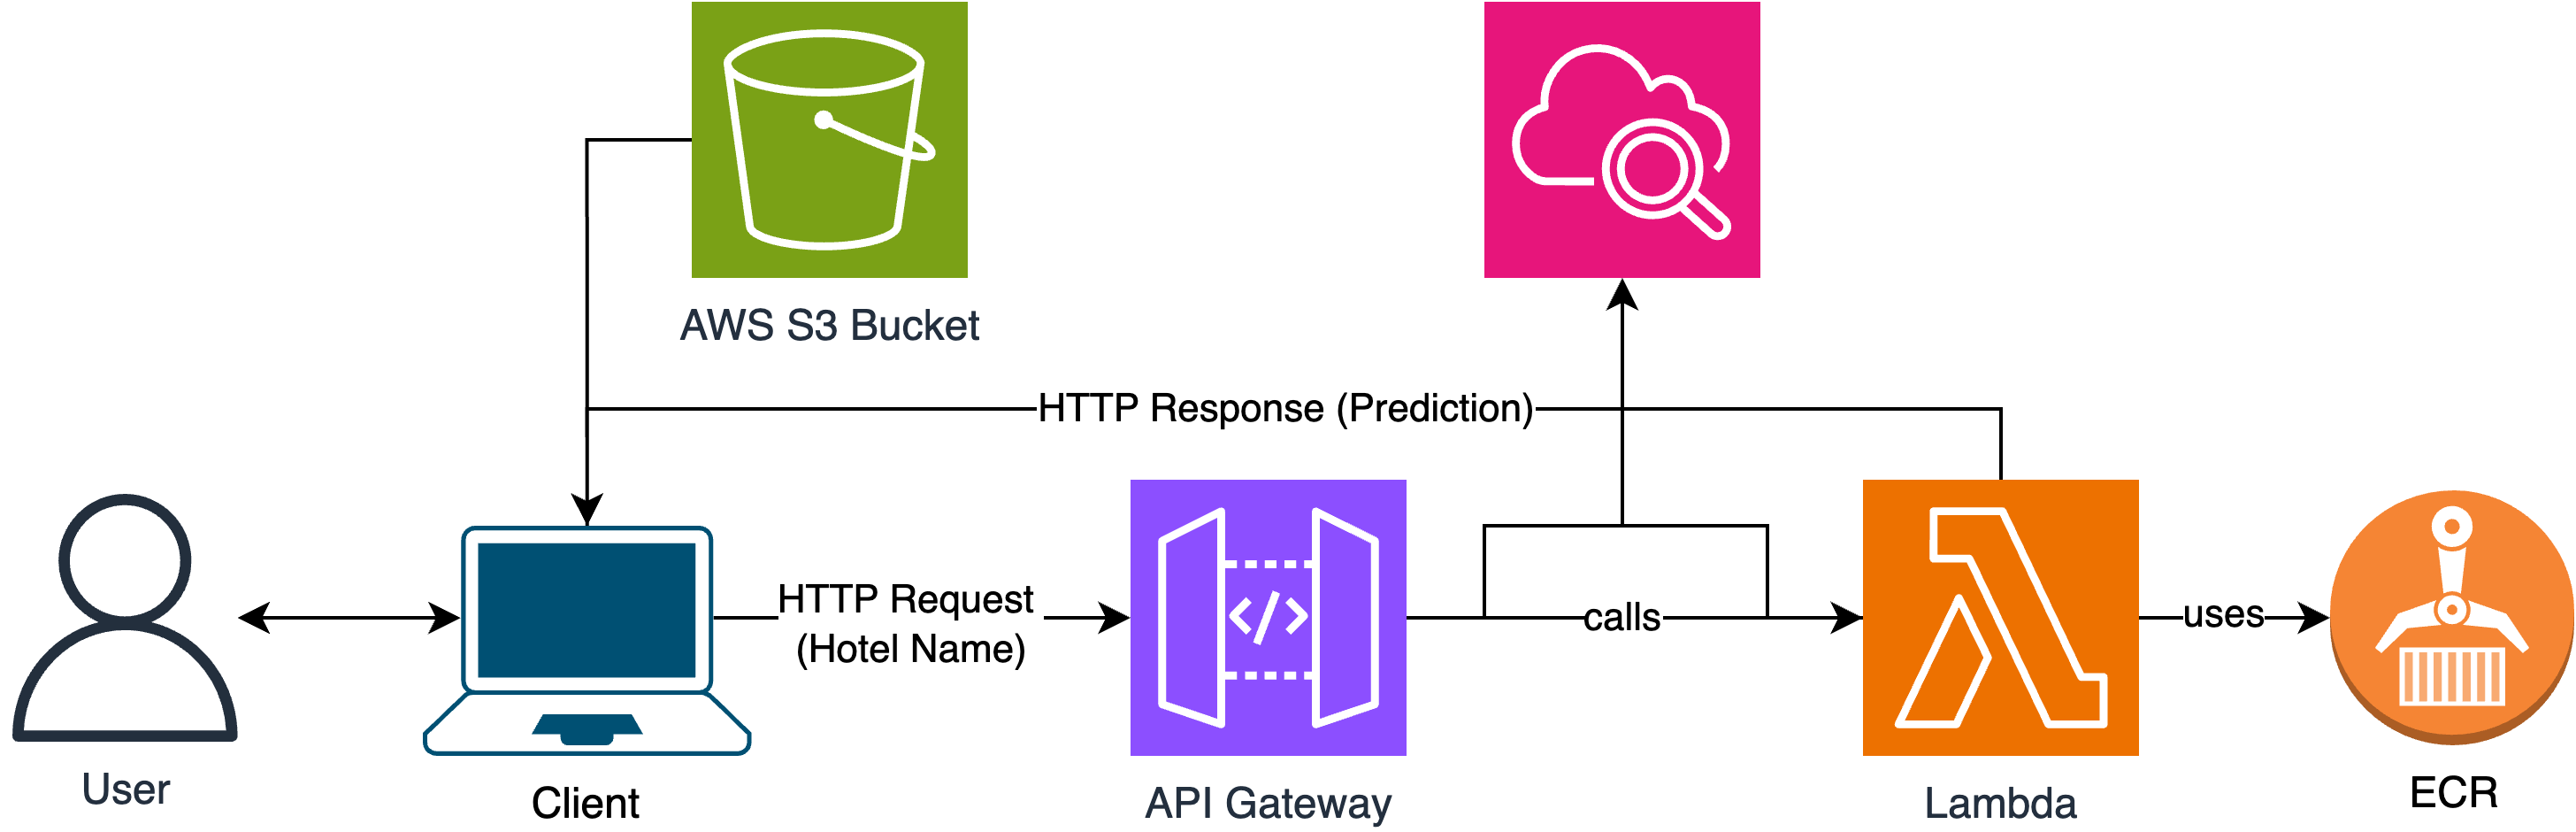 AWS S3 Bucket
HTTP Response (Prediction)
HTTP Request
(Hotel Name)
calls
uses
User
Client
API Gateway
Lambda
ECR